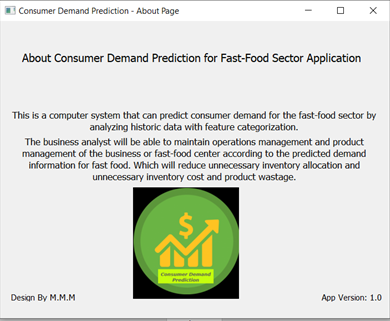 Consumer Demand Prediction - About Page
About Consumer Demand Prediction for Fast-Food Sector Application
This is a computer system that can predict consumer demand for the fast-food sector by
analyzing historic data with feature categorization.
The business analyst will be able to maintain operations management and product
management of the business or fast-food center according to the predicted demand
information for fast food. Which will reduce unnecessary inventory allocation and
unnecessary inventory cost and product wastage.
$
Consumer Demand
Prediction
Design By M.M.M
App Version: 1.0